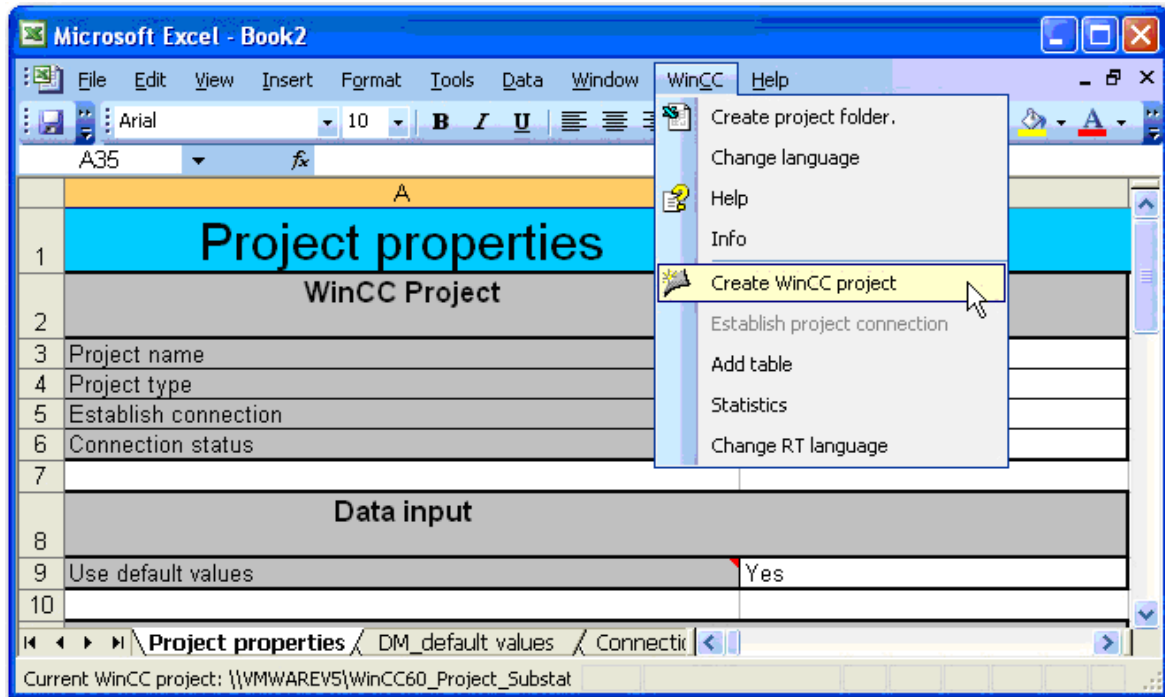 Microsoft Excel - Book2
File Edit View Insert Format Tools Data Window WinCC Help
Arial 10 B I U A
A35 fx
Create project folder.
Change language
Help
Info
Create WinCC project
Establish project connection
Add table
Statistics
Change RT language
A
1 Project properties
2 WinCC Project
3 Project name
4 Project type
5 Establish connection
6 Connection status
7
8 Data input
9 Use default values Yes
10
Project properties DM_default values
Current WinCC project: \\VMWAREV5\WinCC60_Project_Substat